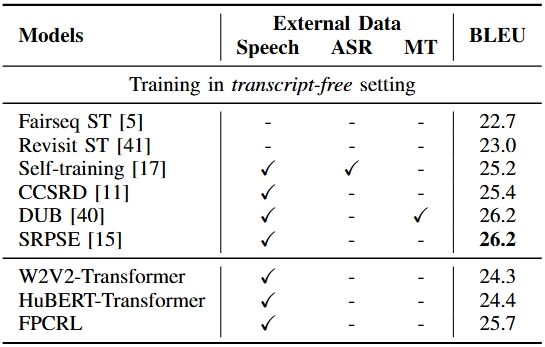 Models External Data BLEU
Speech ASR MT
Training in transcript-free setting
Fairseq ST [5] - - - 22.7
Revisit ST [41] - - - 23.0
Self-training [17] ✓ ✓ - 25.2
CCSRD [11] ✓ - - 25.4
DUB [40] ✓ - ✓ 26.2
SRPSE [15] ✓ - - 26.2
W2V2-Transformer ✓ - - 24.3
HuBERT-Transformer ✓ - - 24.4
FPCRL ✓ - - 25.7